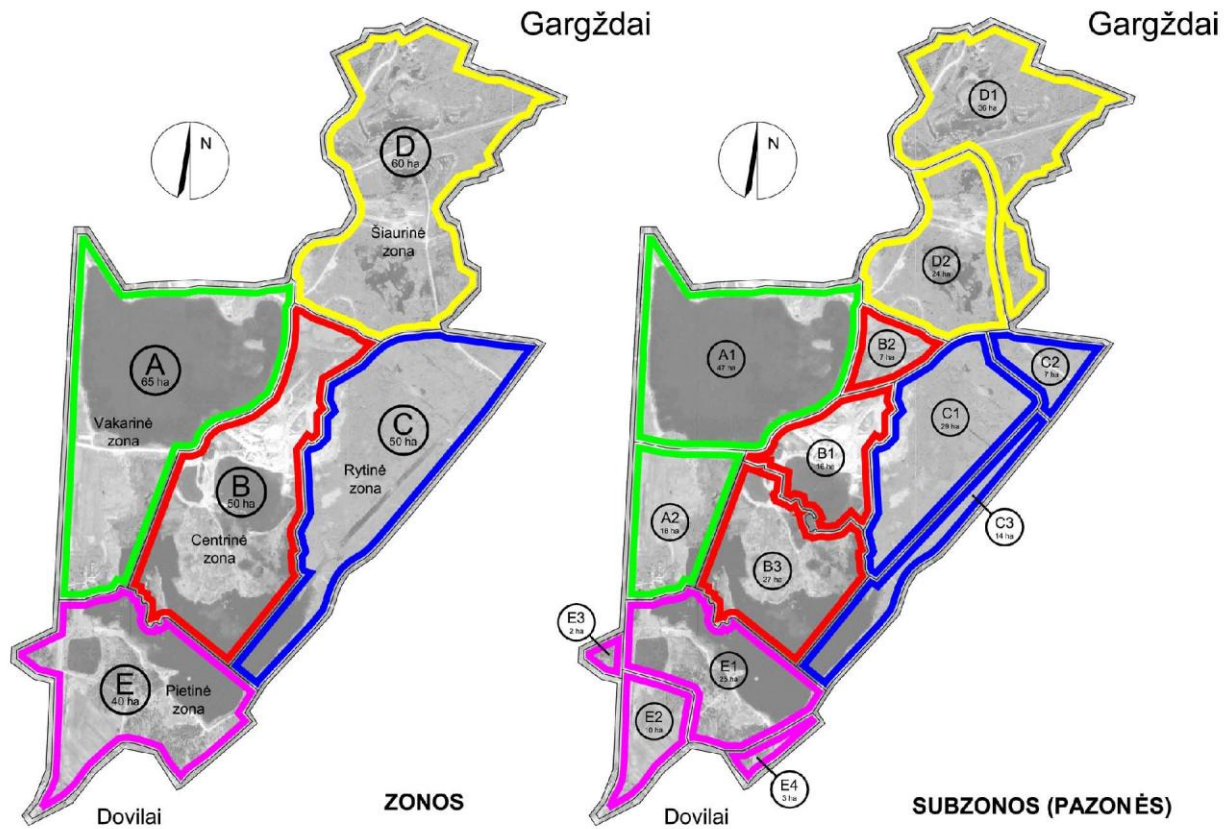 Gargždai
N
D
60 ha
Šiaurinė
zona
A
65 ha
Vakarinė
zona
C
50 ha
Rytinė
zona
B
50 ha
Centrinė
zona
E
40 ha
Pietinė
zona
Dovilai
ZONOS
Gargždai
N
D1
36 ha
D2
24 ha
B2
7 ha
A1
47 ha
C2
7 ha
C1
29 ha
B1
16 ha
A2
18 ha
C3
14 ha
B3
27 ha
E3
2 ha
E1
25 ha
E2
10 ha
E4
3 ha
Dovilai
SUBZONOS (PAZONĖS)